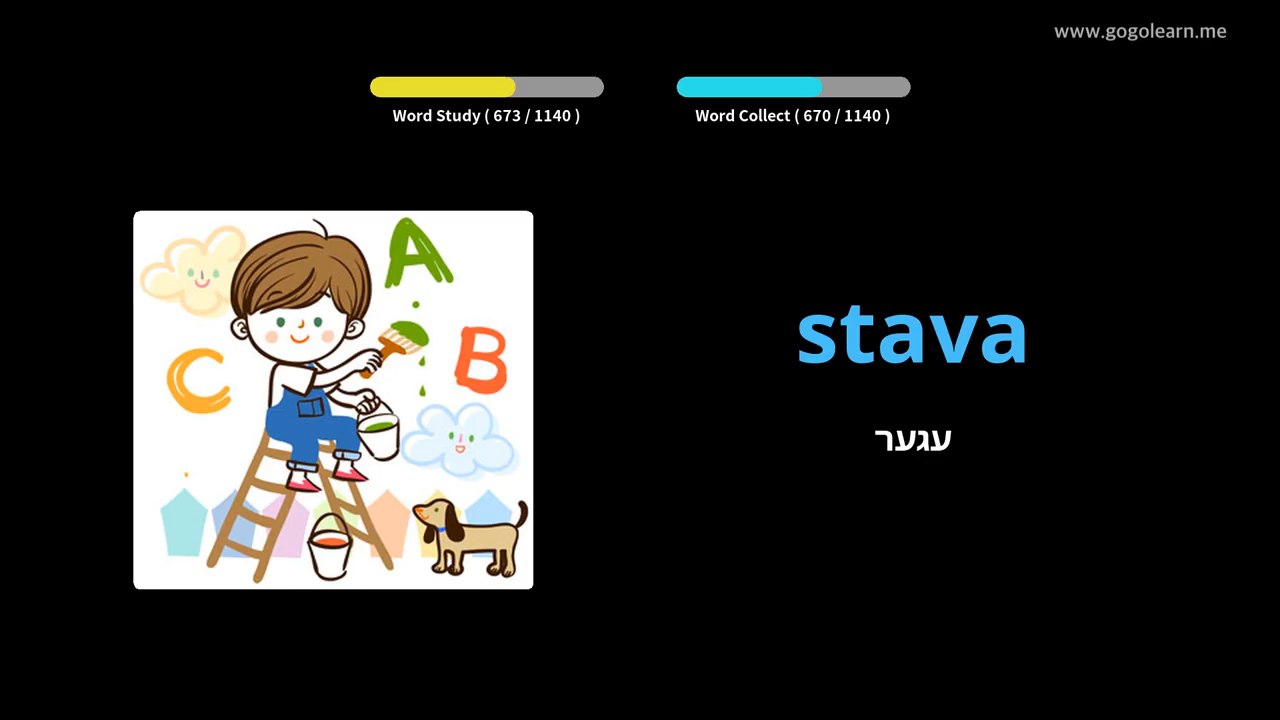 www.gogolearn.me
Word Study ( 673 / 1140 )
Word Collect ( 670 / 1140 )
A
B
C
stava
עגער